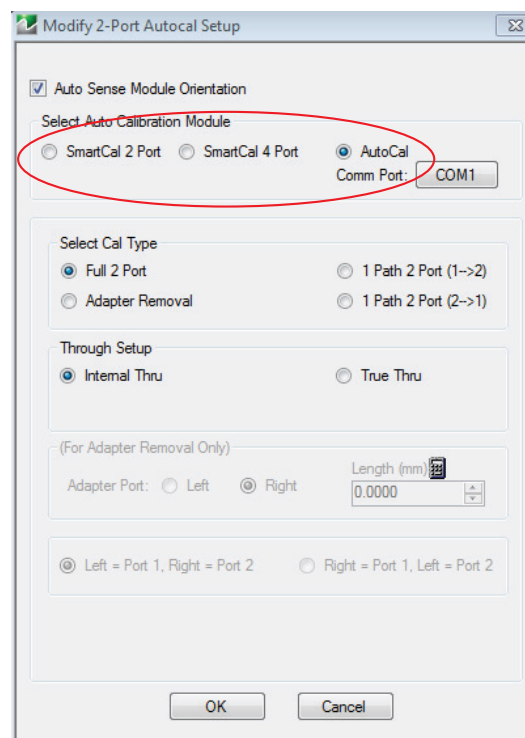 Modify 2-Port Autocal Setup
Auto Sense Module Orientation
Select Auto Calibration Module
SmartCal 2 Port SmartCal 4 Port AutoCal
Comm Port: COM1
Select Cal Type
Full 2 Port 1 Path 2 Port (1-->2)
Adapter Removal 1 Path 2 Port (2-->1)
Through Setup
Internal Thru True Thru
(For Adapter Removal Only)
Length (mm)
Adapter Port: Left Right 0.0000
Left = Port 1, Right = Port 2 Right = Port 1, Left = Port 2
OK Cancel